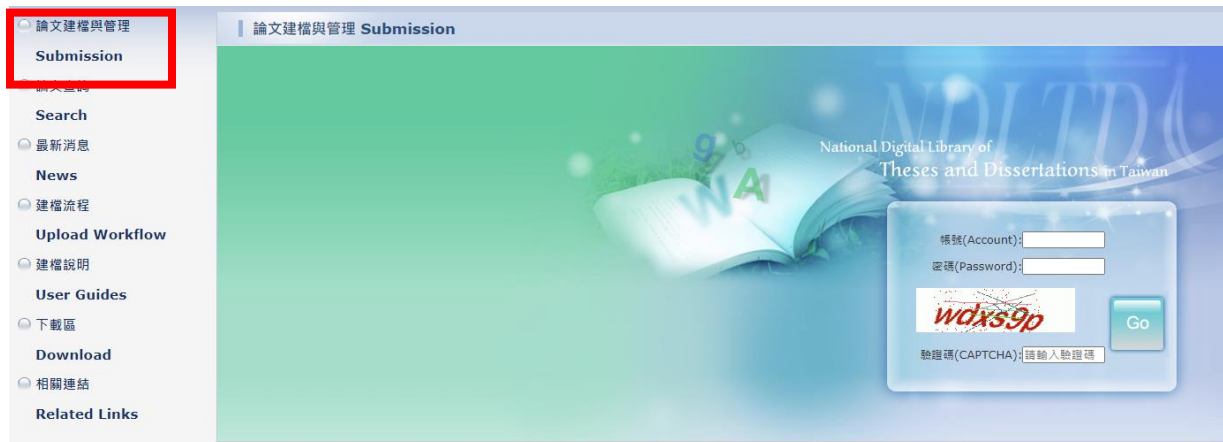 論文建檔與管理
Submission
Search
最新消息
News
建檔流程
Upload Workflow
建檔說明
User Guides
下載區
Download
相關連結
Related Links
論文建檔與管理 Submission
NDLTD
National Digital Library of
Theses and Dissertations in Taiwan
帳號(Account):
密碼(Password):
wdxs9p
Go
驗證碼(CAPTCHA):請輸入驗證碼